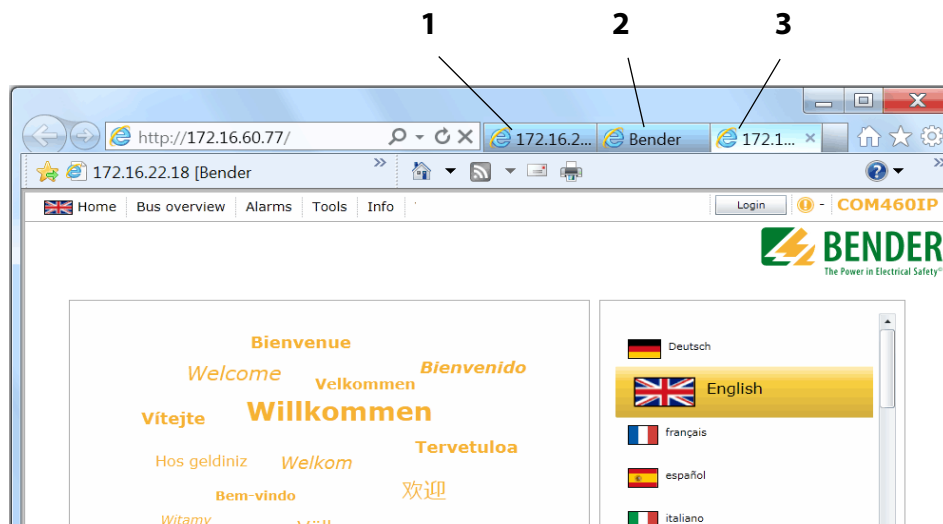 1 2 3
http://172.16.60.77/ 172.16.2... Bender 172.1...
172.16.22.18 [Bender
Home Bus overview Alarms Tools Info Login - COM460IP
BENDER
The Power in Electrical Safety®
Bienvenue
Welcome Velkommen Bienvenido
Vítejte Willkommen
Tervetuloa
Hos geldiniz Welkom
Bem-vindo 欢迎
Witamy
Deutsch
English
français
español
italiano